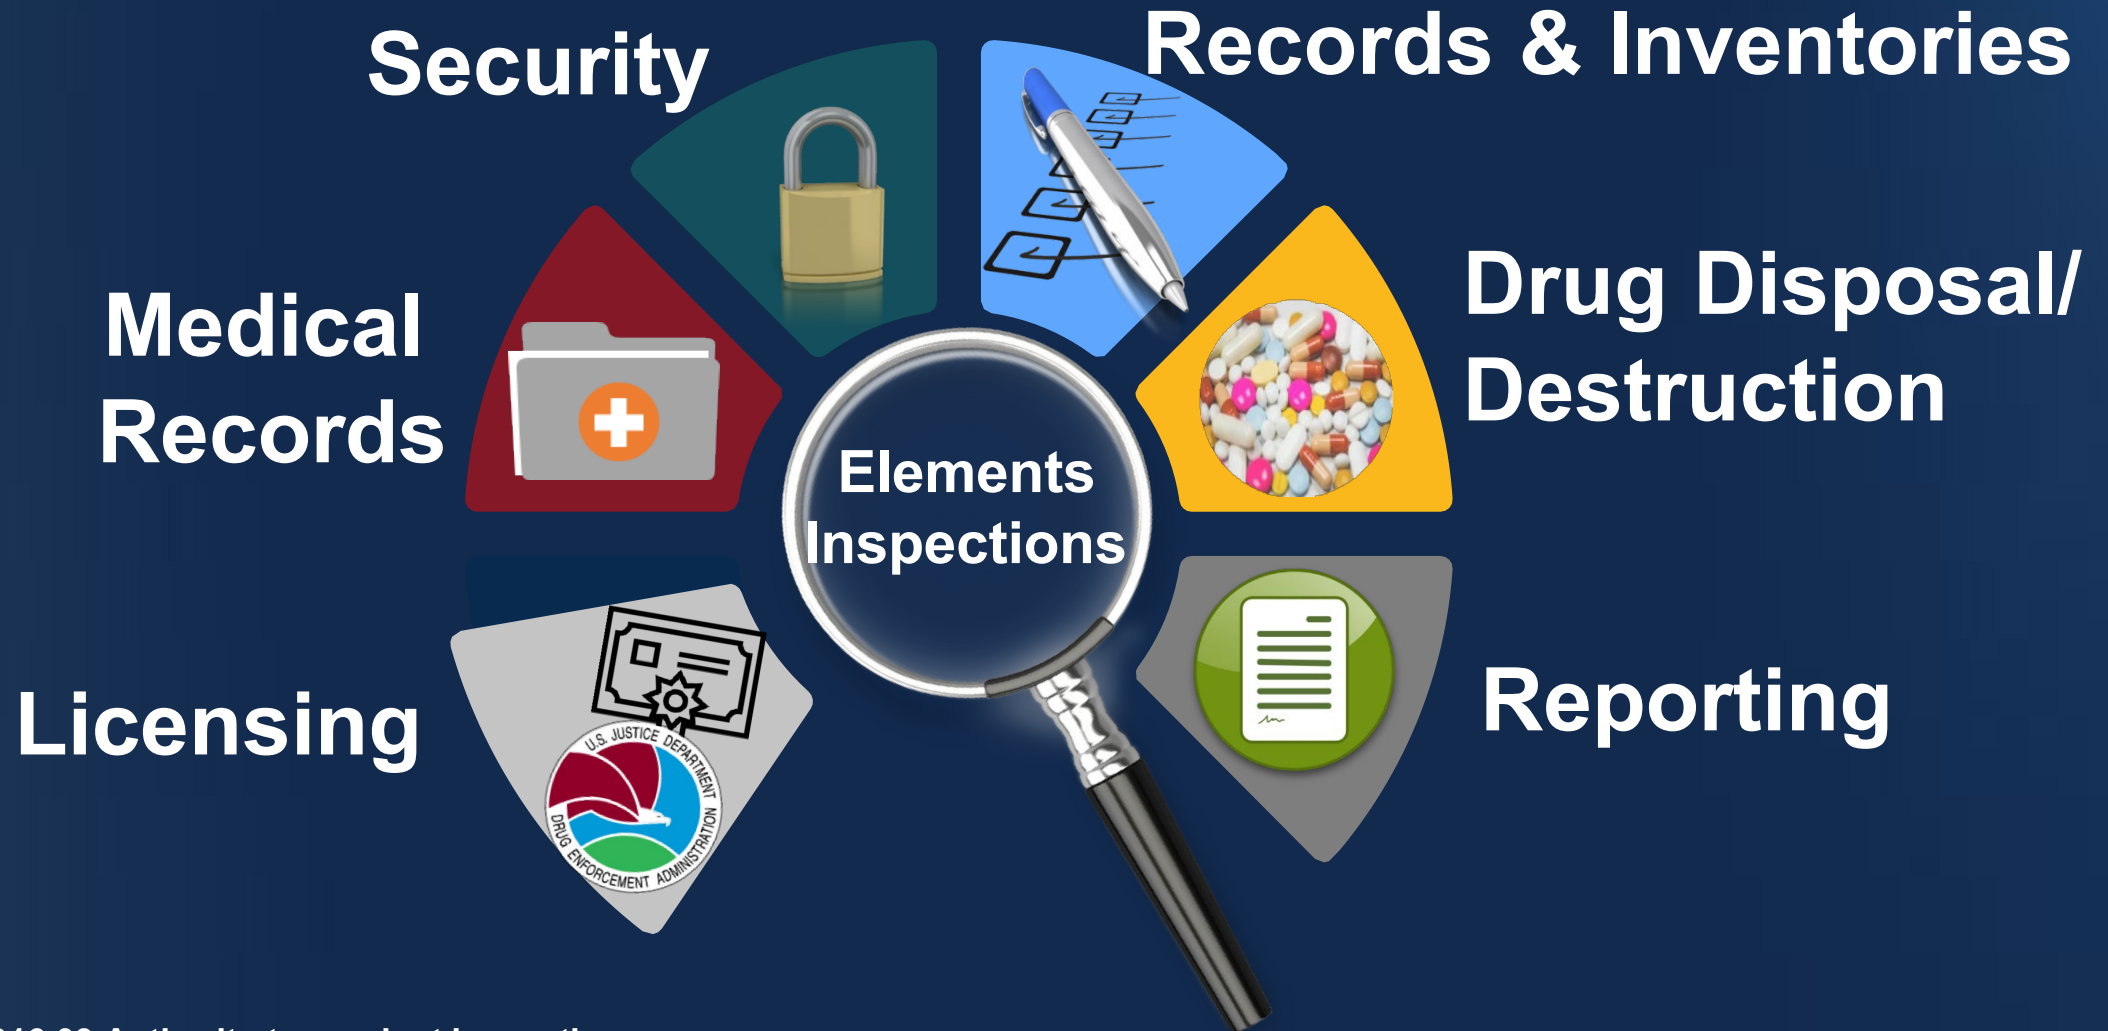 Security
Records & Inventories
Medical
Records
Drug Disposal/
Destruction
Elements
Inspections
Licensing
Reporting
U.S. JUSTICE DEPARTMENT
DRUG ENFORCEMENT ADMINISTRATION